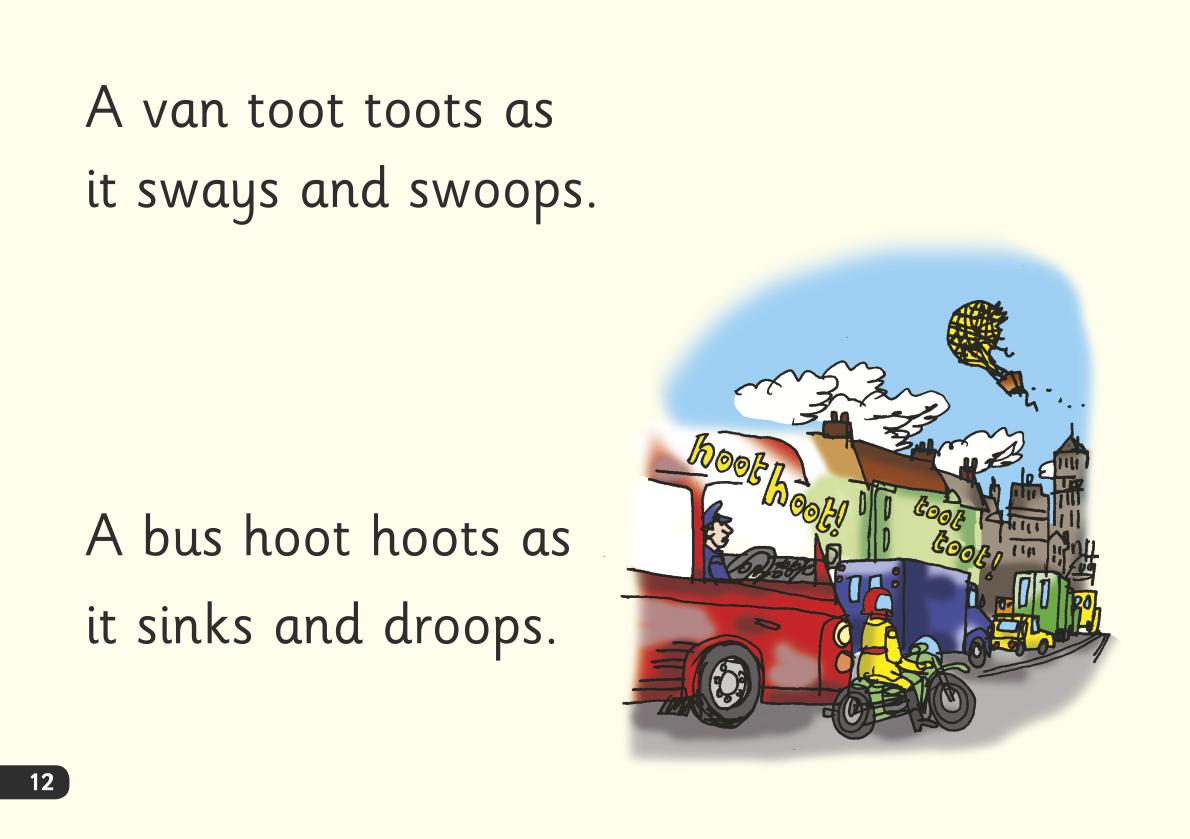 A van toot toots as
it sways and swoops.
hoot
hoot!
toot
toot!
A bus hoot hoots as
it sinks and droops.
12